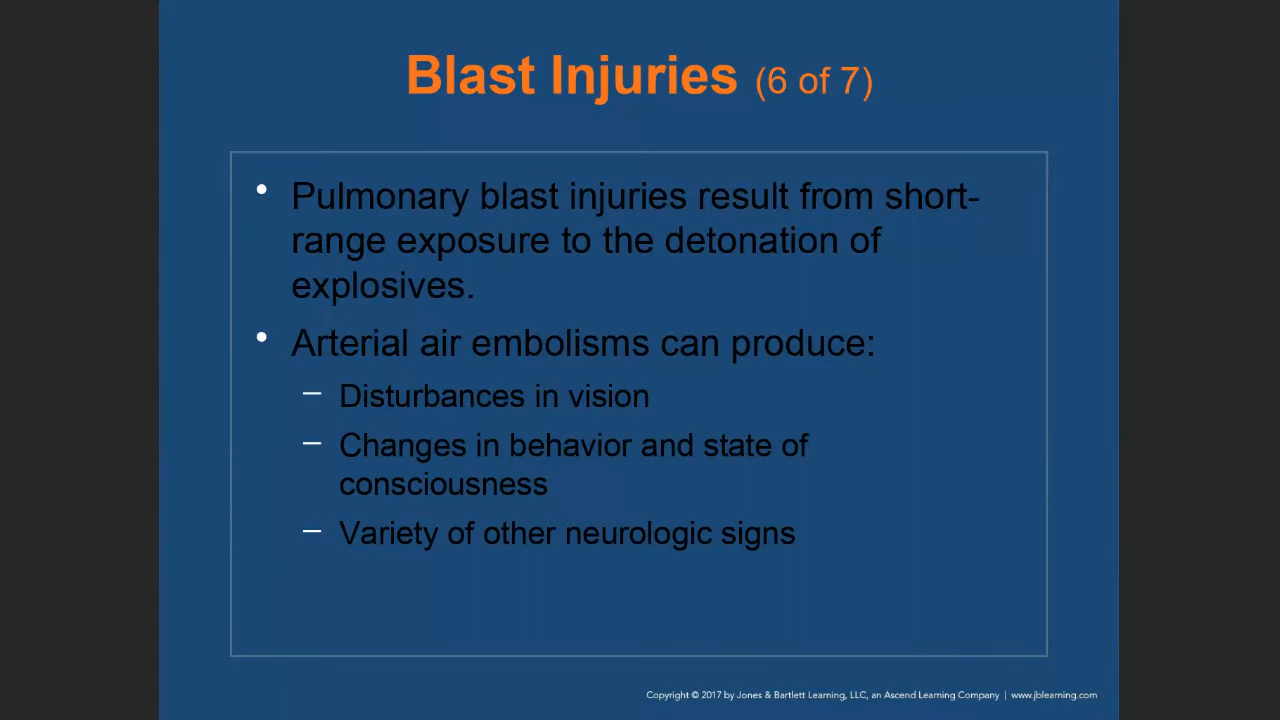 Blast Injuries (6 of 7)
• Pulmonary blast injuries result from short-
range exposure to the detonation of
explosives.
• Arterial air embolisms can produce:
– Disturbances in vision
– Changes in behavior and state of
consciousness
– Variety of other neurologic signs
Copyright © 2017 by Jones & Bartlett Learning, LLC, an Ascend Learning Company | www.jblearning.com